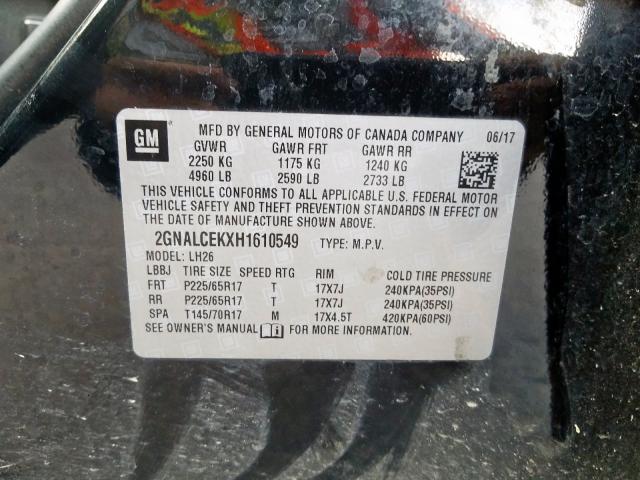 GM MFD BY GENERAL MOTORS OF CANADA COMPANY 06/17
GVWR GAWR FRT GAWR RR
2250 KG 1175 KG 1240 KG
4960 LB 2590 LB 2733 LB
THIS VEHICLE CONFORMS TO ALL APPLICABLE U.S. FEDERAL MOTOR
VEHICLE SAFETY AND THEFT PREVENTION STANDARDS IN EFFECT ON
THE DATE OF MANUFACTURE SHOWN ABOVE.
2GNALCEKXH1610549 TYPE: M.P.V.
MODEL: LH26
LBBJ TIRE SIZE SPEED RTG RIM COLD TIRE PRESSURE
FRT P225/65R17 T 17X7J 240KPA(35PSI)
RR P225/65R17 T 17X7J 240KPA(35PSI)
SPA T145/70R17 M 17X4.5T 420KPA(60PSI)
SEE OWNER'S MANUAL FOR MORE INFORMATION.